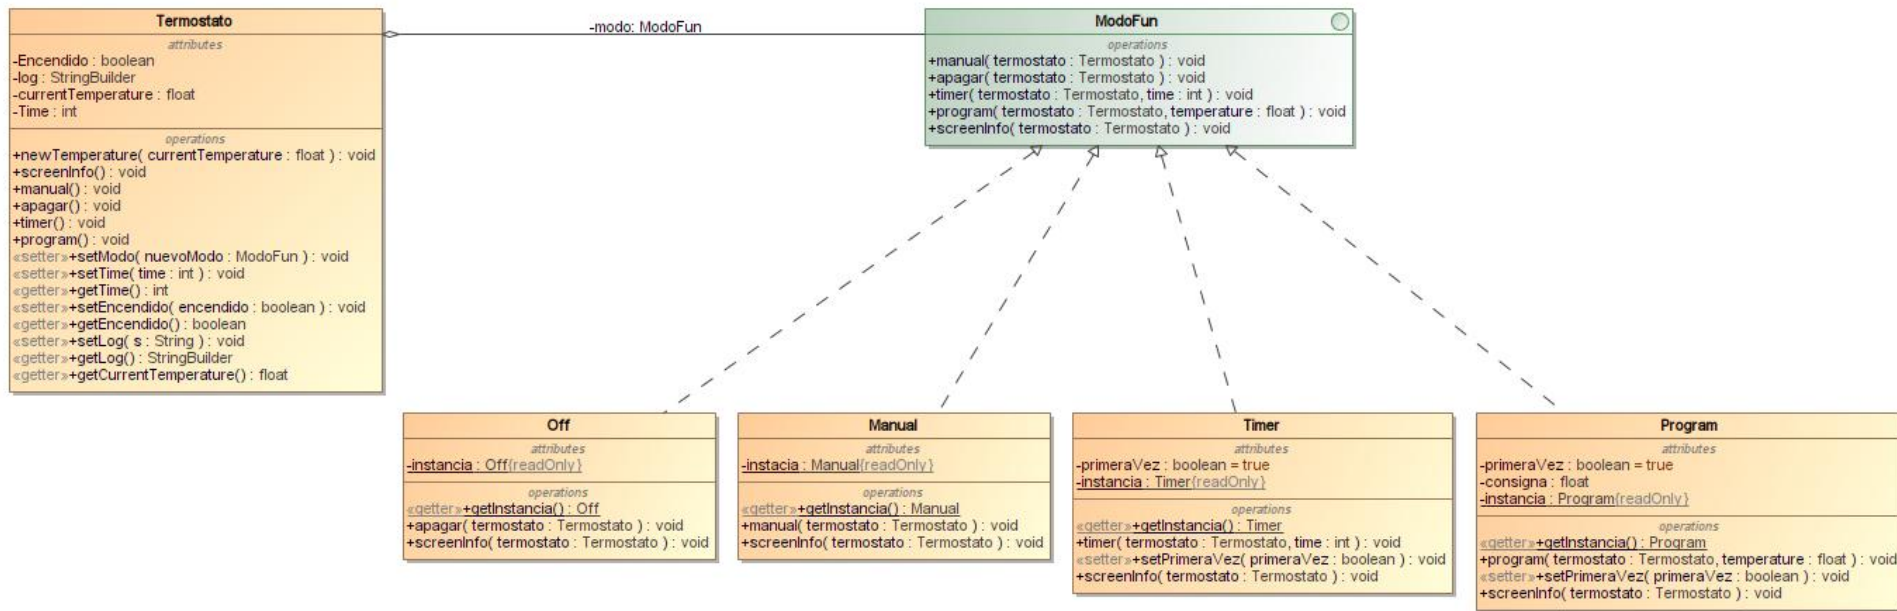 Termostato
attributes
-Encendido : boolean
-log : StringBuilder
-currentTemperature : float
-Time : int
operations
+newTemperature( currentTemperature : float ) : void
+screenInfo() : void
+manual() : void
+apagar() : void
+timer() : void
+program() : void
«setter»+setModo( nuevoModo : ModoFun ) : void
«setter»+setTime( time : int ) : void
«getter»+getTime() : int
«setter»+setEncendido( encendido : boolean ) : void
«getter»+getEncendido() : boolean
«setter»+setLog( s : String ) : void
«getter»+getLog() : StringBuilder
«getter»+getCurrentTemperature() : float
-modo: ModoFun
ModoFun
operations
+manual( termostato : Termostato ) : void
+apagar( termostato : Termostato ) : void
+timer( termostato : Termostato, time : int ) : void
+program( termostato : Termostato, temperature : float ) : void
+screenInfo( termostato : Termostato ) : void
Off
attributes
-instancia : Off{readOnly}
operations
«getter»+getInstancia() : Off
+apagar( termostato : Termostato ) : void
+screenInfo( termostato : Termostato ) : void
Manual
attributes
-instacia : Manual{readOnly}
operations
«getter»+getInstancia() : Manual
+manual( termostato : Termostato ) : void
+screenInfo( termostato : Termostato ) : void
Timer
attributes
-primeraVez : boolean = true
-instancia : Timer{readOnly}
operations
«getter»+getInstancia() : Timer
+timer( termostato : Termostato, time : int ) : void
«setter»+setPrimeraVez( primeraVez : boolean ) : void
+screenInfo( termostato : Termostato ) : void
Program
attributes
-primeraVez : boolean = true
-consigna : float
-instancia : Program{readOnly}
operations
«getter»+getInstancia() : Program
+program( termostato : Termostato, temperature : float ) : void
«setter»+setPrimeraVez( primeraVez : boolean ) : void
+screenInfo( termostato : Termostato ) : void